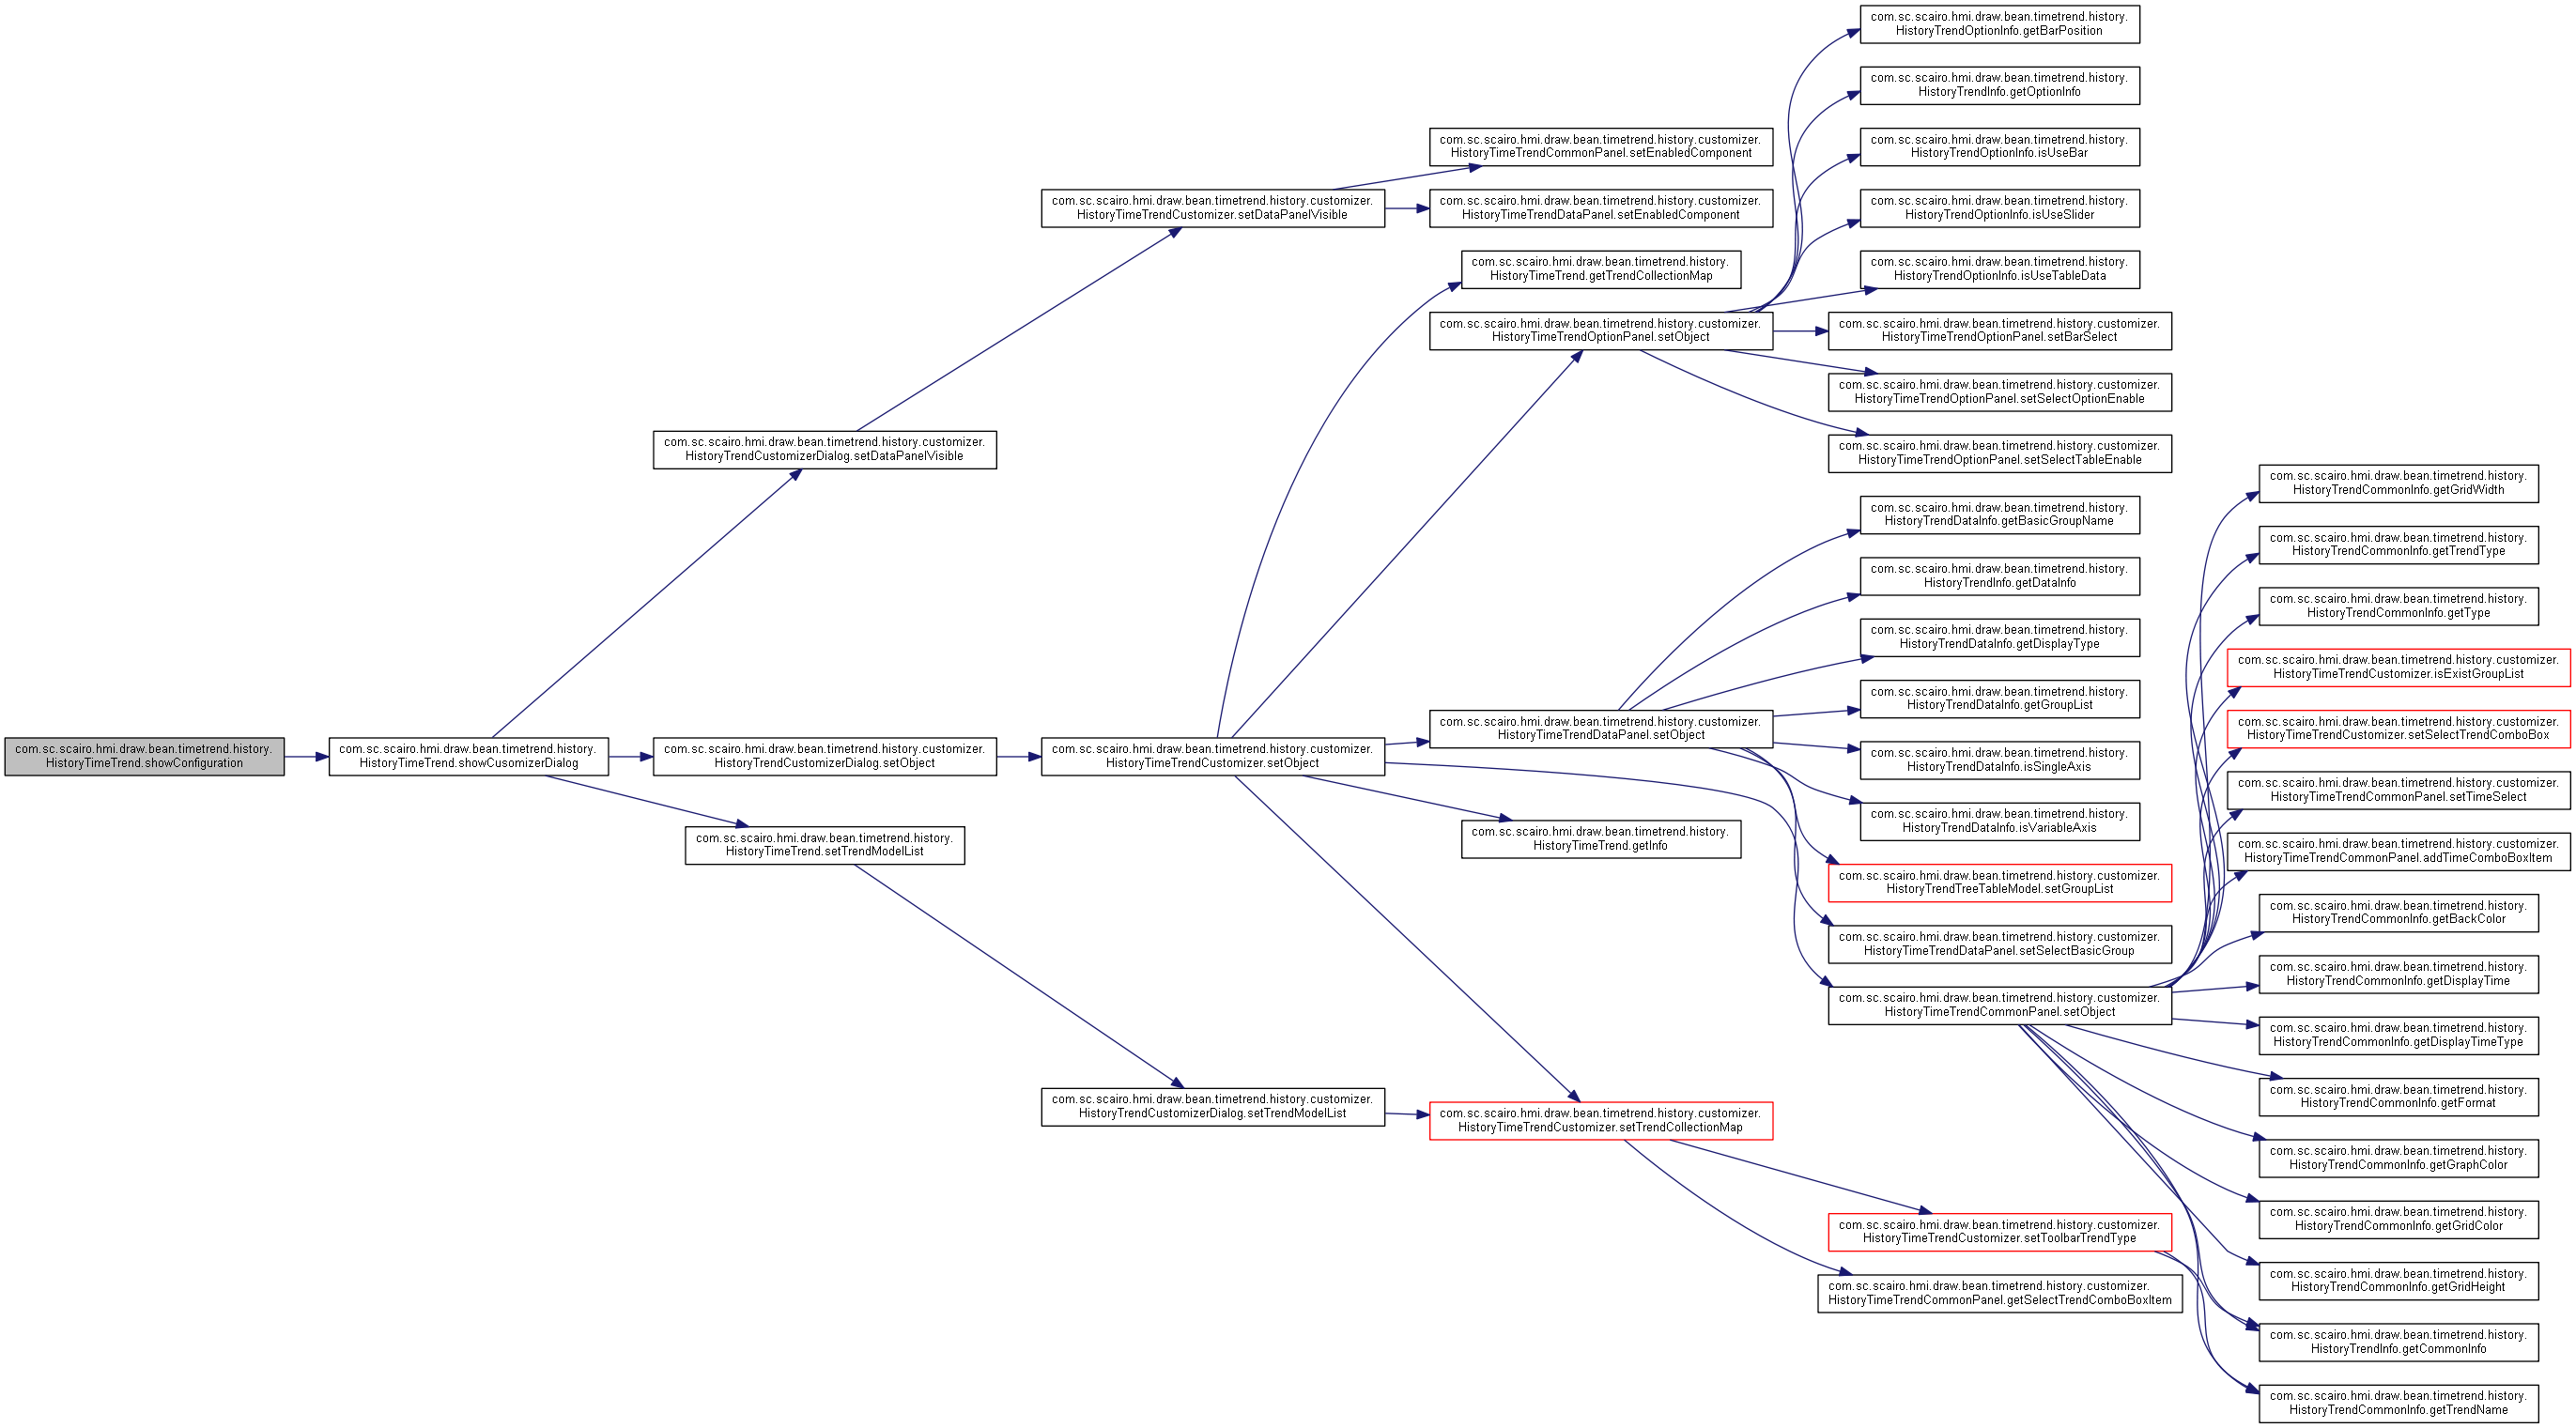 com.sc.scairo.hmi.draw.bean.timetrend.history.
HistoryTimeTrend.showConfiguration
com.sc.scairo.hmi.draw.bean.timetrend.history.
HistoryTimeTrend.showCusomizerDialog
com.sc.scairo.hmi.draw.bean.timetrend.history.customizer.
HistoryTrendCustomizerDialog.setDataPanelVisible
com.sc.scairo.hmi.draw.bean.timetrend.history.customizer.
HistoryTrendCustomizerDialog.setObject
com.sc.scairo.hmi.draw.bean.timetrend.history.
HistoryTimeTrend.setTrendModelList
com.sc.scairo.hmi.draw.bean.timetrend.history.customizer.
HistoryTimeTrendCustomizer.setDataPanelVisible
com.sc.scairo.hmi.draw.bean.timetrend.history.customizer.
HistoryTimeTrendCustomizer.setObject
com.sc.scairo.hmi.draw.bean.timetrend.history.customizer.
HistoryTrendCustomizerDialog.setTrendModelList
com.sc.scairo.hmi.draw.bean.timetrend.history.customizer.
HistoryTimeTrendCommonPanel.setEnabledComponent
com.sc.scairo.hmi.draw.bean.timetrend.history.customizer.
HistoryTimeTrendDataPanel.setEnabledComponent
com.sc.scairo.hmi.draw.bean.timetrend.history.
HistoryTimeTrend.getTrendCollectionMap
com.sc.scairo.hmi.draw.bean.timetrend.history.customizer.
HistoryTimeTrendOptionPanel.setObject
com.sc.scairo.hmi.draw.bean.timetrend.history.customizer.
HistoryTimeTrendDataPanel.setObject
com.sc.scairo.hmi.draw.bean.timetrend.history.
HistoryTimeTrend.getInfo
com.sc.scairo.hmi.draw.bean.timetrend.history.customizer.
HistoryTimeTrendCustomizer.setTrendCollectionMap
com.sc.scairo.hmi.draw.bean.timetrend.history.
HistoryTrendOptionInfo.getBarPosition
com.sc.scairo.hmi.draw.bean.timetrend.history.
HistoryTrendInfo.getOptionInfo
com.sc.scairo.hmi.draw.bean.timetrend.history.
HistoryTrendOptionInfo.isUseBar
com.sc.scairo.hmi.draw.bean.timetrend.history.
HistoryTrendOptionInfo.isUseSlider
com.sc.scairo.hmi.draw.bean.timetrend.history.
HistoryTrendOptionInfo.isUseTableData
com.sc.scairo.hmi.draw.bean.timetrend.history.customizer.
HistoryTimeTrendOptionPanel.setBarSelect
com.sc.scairo.hmi.draw.bean.timetrend.history.customizer.
HistoryTimeTrendOptionPanel.setSelectOptionEnable
com.sc.scairo.hmi.draw.bean.timetrend.history.customizer.
HistoryTimeTrendOptionPanel.setSelectTableEnable
com.sc.scairo.hmi.draw.bean.timetrend.history.
HistoryTrendDataInfo.getBasicGroupName
com.sc.scairo.hmi.draw.bean.timetrend.history.
HistoryTrendInfo.getDataInfo
com.sc.scairo.hmi.draw.bean.timetrend.history.
HistoryTrendDataInfo.getDisplayType
com.sc.scairo.hmi.draw.bean.timetrend.history.
HistoryTrendDataInfo.getGroupList
com.sc.scairo.hmi.draw.bean.timetrend.history.
HistoryTrendDataInfo.isSingleAxis
com.sc.scairo.hmi.draw.bean.timetrend.history.
HistoryTrendDataInfo.isVariableAxis
com.sc.scairo.hmi.draw.bean.timetrend.history.customizer.
HistoryTrendTreeTableModel.setGroupList
com.sc.scairo.hmi.draw.bean.timetrend.history.customizer.
HistoryTimeTrendDataPanel.setSelectBasicGroup
com.sc.scairo.hmi.draw.bean.timetrend.history.customizer.
HistoryTimeTrendCommonPanel.setObject
com.sc.scairo.hmi.draw.bean.timetrend.history.customizer.
HistoryTimeTrendCustomizer.setToolbarTrendType
com.sc.scairo.hmi.draw.bean.timetrend.history.customizer.
HistoryTimeTrendCommonPanel.getSelectTrendComboBoxItem
com.sc.scairo.hmi.draw.bean.timetrend.history.
HistoryTrendCommonInfo.getGridWidth
com.sc.scairo.hmi.draw.bean.timetrend.history.
HistoryTrendCommonInfo.getTrendType
com.sc.scairo.hmi.draw.bean.timetrend.history.
HistoryTrendCommonInfo.getType
com.sc.scairo.hmi.draw.bean.timetrend.history.customizer.
HistoryTimeTrendCustomizer.isExistGroupList
com.sc.scairo.hmi.draw.bean.timetrend.history.customizer.
HistoryTimeTrendCustomizer.setSelectTrendComboBox
com.sc.scairo.hmi.draw.bean.timetrend.history.customizer.
HistoryTimeTrendCommonPanel.setTimeSelect
com.sc.scairo.hmi.draw.bean.timetrend.history.customizer.
HistoryTimeTrendCommonPanel.addTimeComboBoxItem
com.sc.scairo.hmi.draw.bean.timetrend.history.
HistoryTrendCommonInfo.getBackColor
com.sc.scairo.hmi.draw.bean.timetrend.history.
HistoryTrendCommonInfo.getDisplayTime
com.sc.scairo.hmi.draw.bean.timetrend.history.
HistoryTrendCommonInfo.getDisplayTimeType
com.sc.scairo.hmi.draw.bean.timetrend.history.
HistoryTrendCommonInfo.getFormat
com.sc.scairo.hmi.draw.bean.timetrend.history.
HistoryTrendCommonInfo.getGraphColor
com.sc.scairo.hmi.draw.bean.timetrend.history.
HistoryTrendCommonInfo.getGridColor
com.sc.scairo.hmi.draw.bean.timetrend.history.
HistoryTrendCommonInfo.getGridHeight
com.sc.scairo.hmi.draw.bean.timetrend.history.
HistoryTrendInfo.getCommonInfo
com.sc.scairo.hmi.draw.bean.timetrend.history.
HistoryTrendCommonInfo.getTrendName